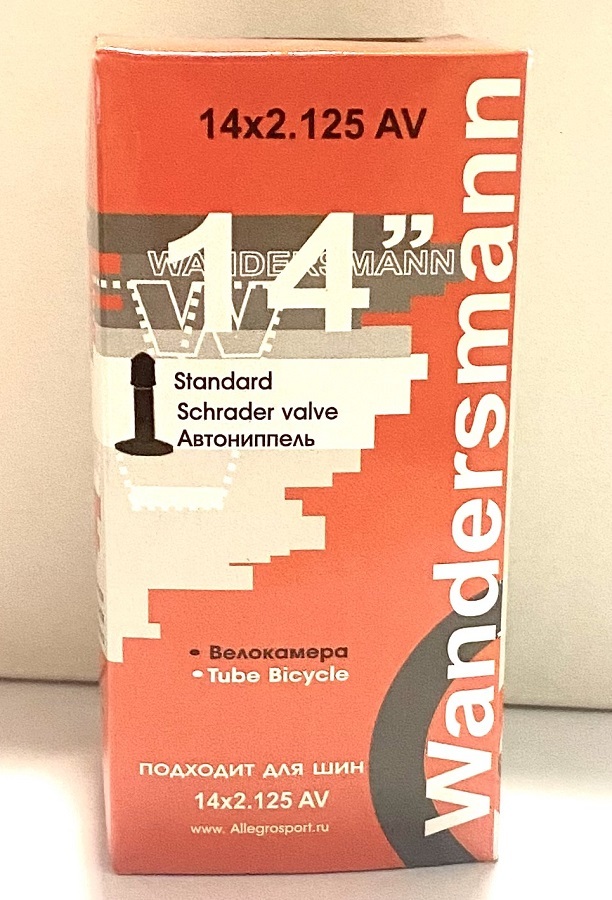 14x2.125 AV
14”
WANDERSMANN
W
Standard
Schrader valve
Автониппель
• Велокамера
• Tube Bicycle
ПОДХОДИТ ДЛЯ ШИН
14x2.125 AV
www. Allegrosport.ru
Wandersmann